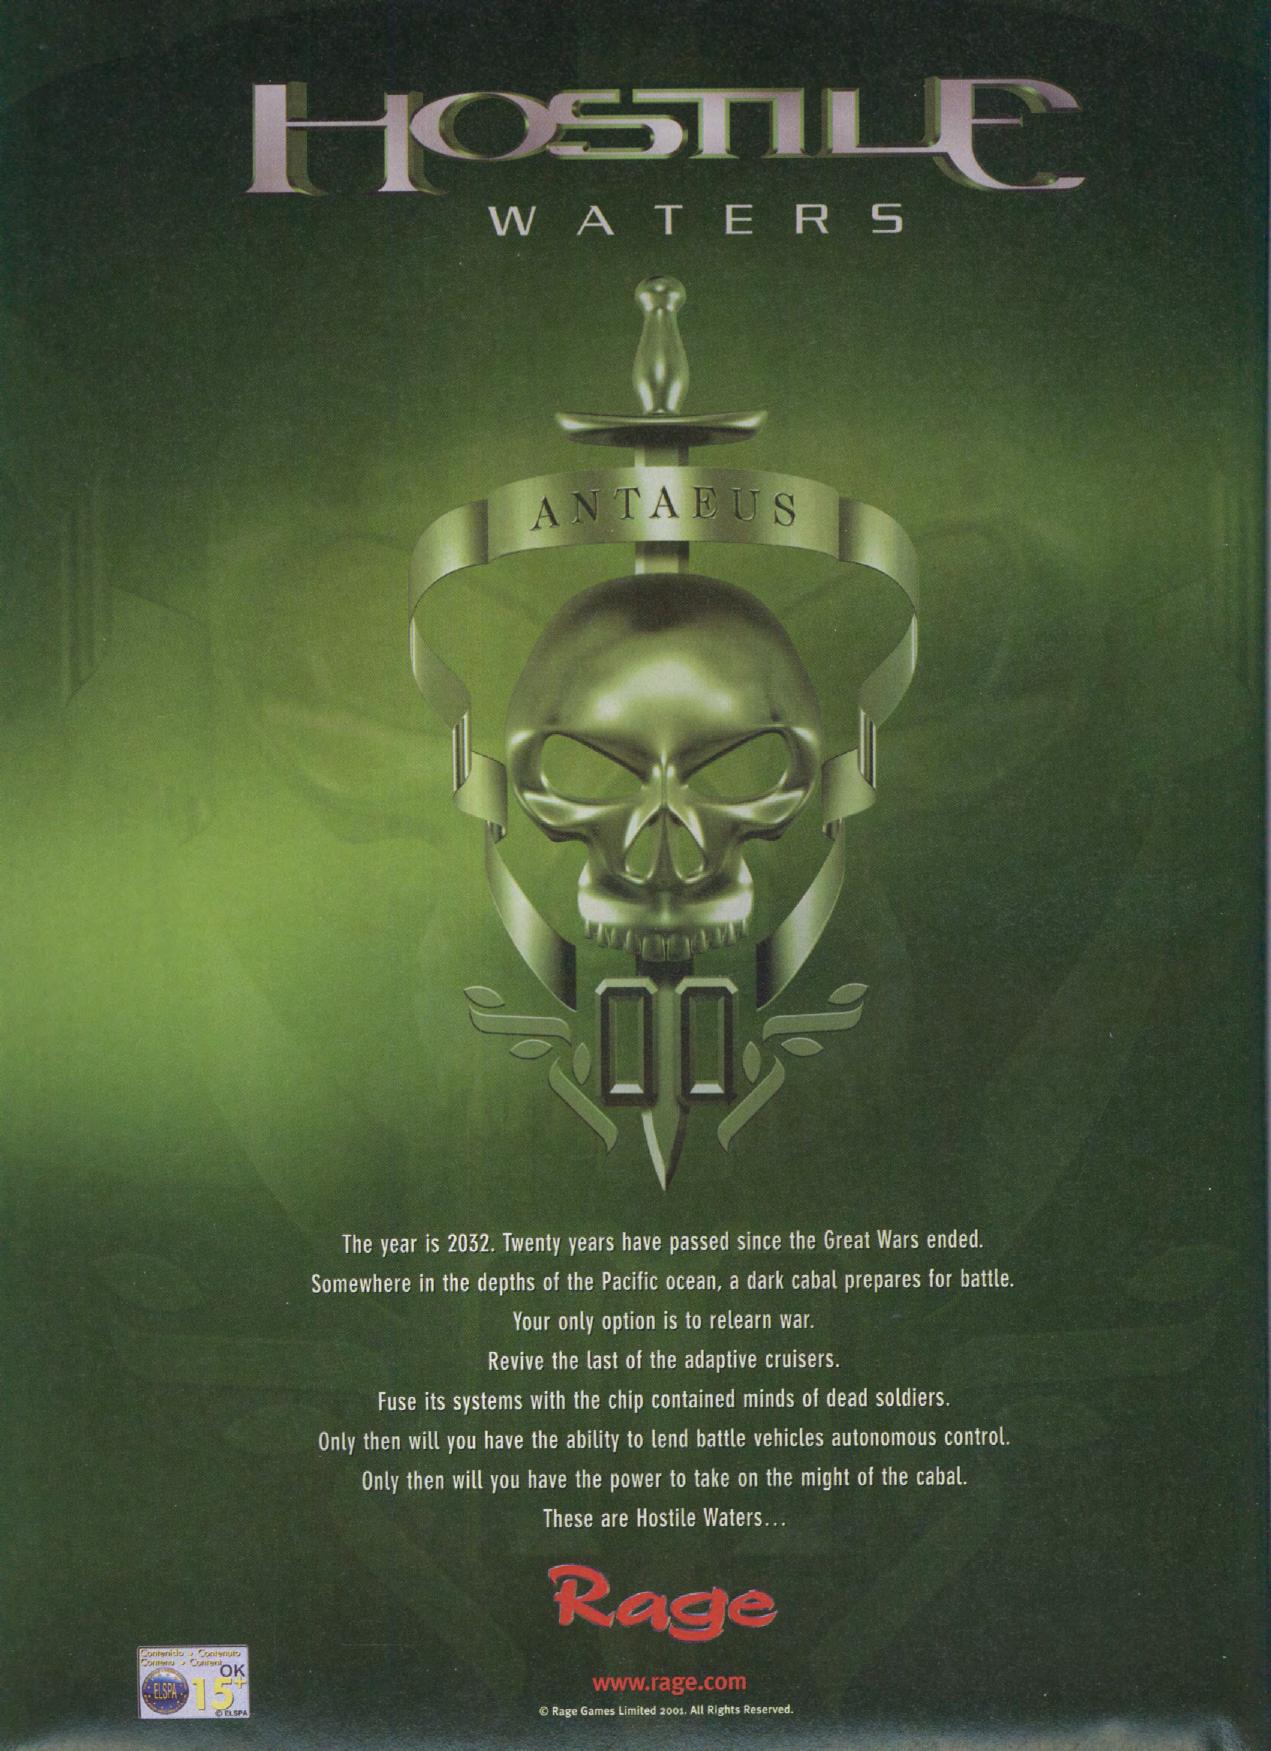 HOSTILE
WATERS
ANTAEUS
00
The year is 2032. Twenty years have passed since the Great Wars ended.
Somewhere in the depths of the Pacific ocean, a dark cabal prepares for battle.
Your only option is to relearn war.
Revive the last of the adaptive cruisers.
Fuse its systems with the chip contained minds of dead soldiers.
Only then will you have the ability to lend battle vehicles autonomous control.
Only then will you have the power to take on the might of the cabal.
These are Hostile Waters...
Rage
www.rage.com
© Rage Games Limited 2001. All Rights Reserved.
Contenido • Contenuto
Contenu • Content
OK
ELSPA
15+
© ELSPA